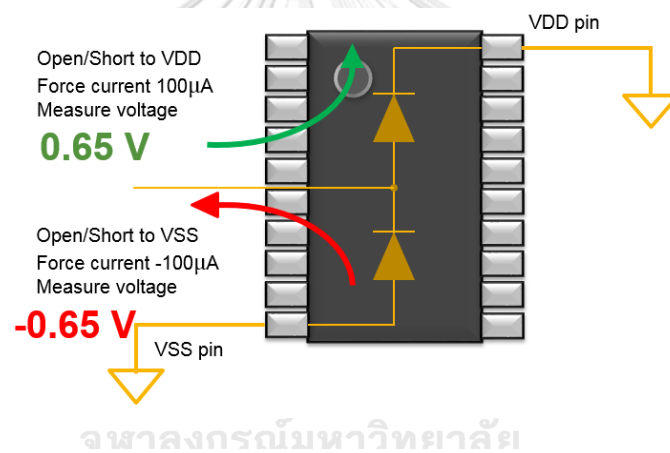 VDD pin
Open/Short to VDD
Force current 100µA
Measure voltage
0.65 V
Open/Short to VSS
Force current -100µA
Measure voltage
-0.65 V
VSS pin
จุฬาลงกรณ์มหาวิทยาลัย